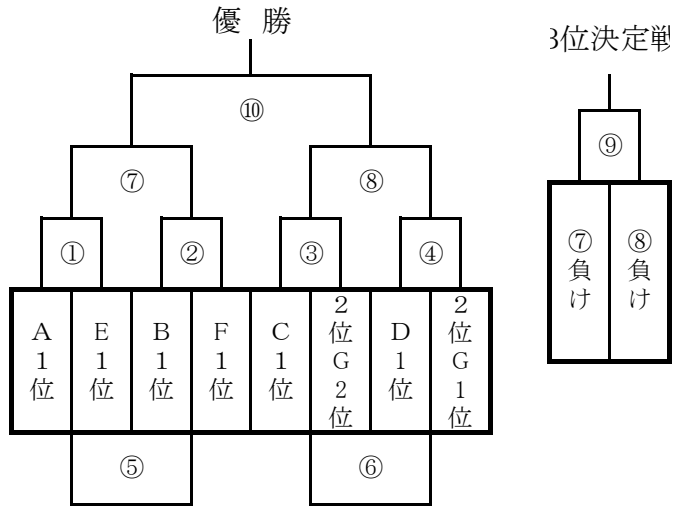 優 勝
3位決定戦
⑩
⑨
⑦
⑧
①
②
③
④
A1位
E1位
B1位
F1位
C1位
2位G2位
D1位
2位G1位
⑦負け
⑧負け
⑤
⑥